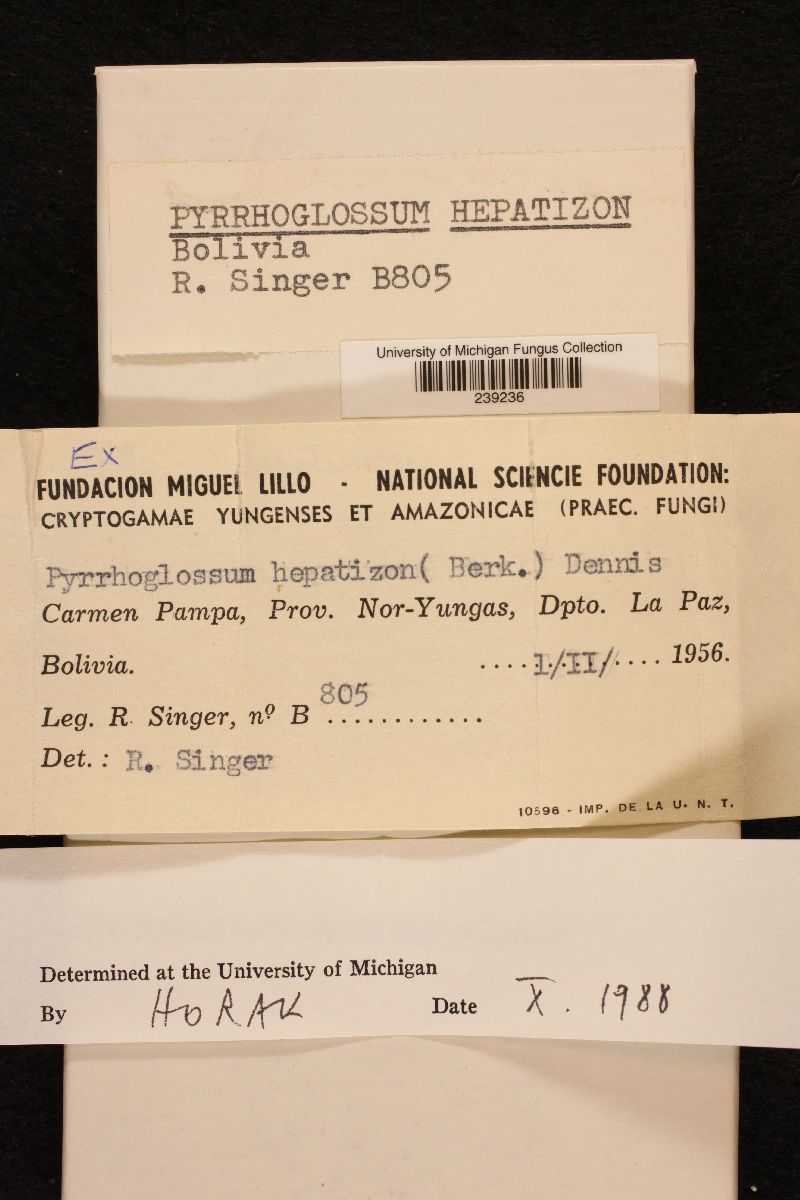 PYRRHOGLOSSUM HEPATIZON
Bolivia
R. Singer B805
University of Michigan Fungus Collection
239236
Ex
FUNDACION MIGUEL LILLO - NATIONAL SCIENCIE FOUNDATION:
CRYPTOGAMAE YUNGENSES ET AMAZONICAE (PRAEC. FUNGI)
Pyrrhoglossum hepatizon( Berk.) Dennis
Carmen Pampa, Prov. Nor-Yungas, Dpto. La Paz,
Bolivia. ....1/.II/.... 1956.
Leg. R. Singer, nº B 805 ............
Det. : R. Singer
10596 - IMP. DE LA U. N. T.
Determined at the University of Michigan
By HORAK Date X. 1988